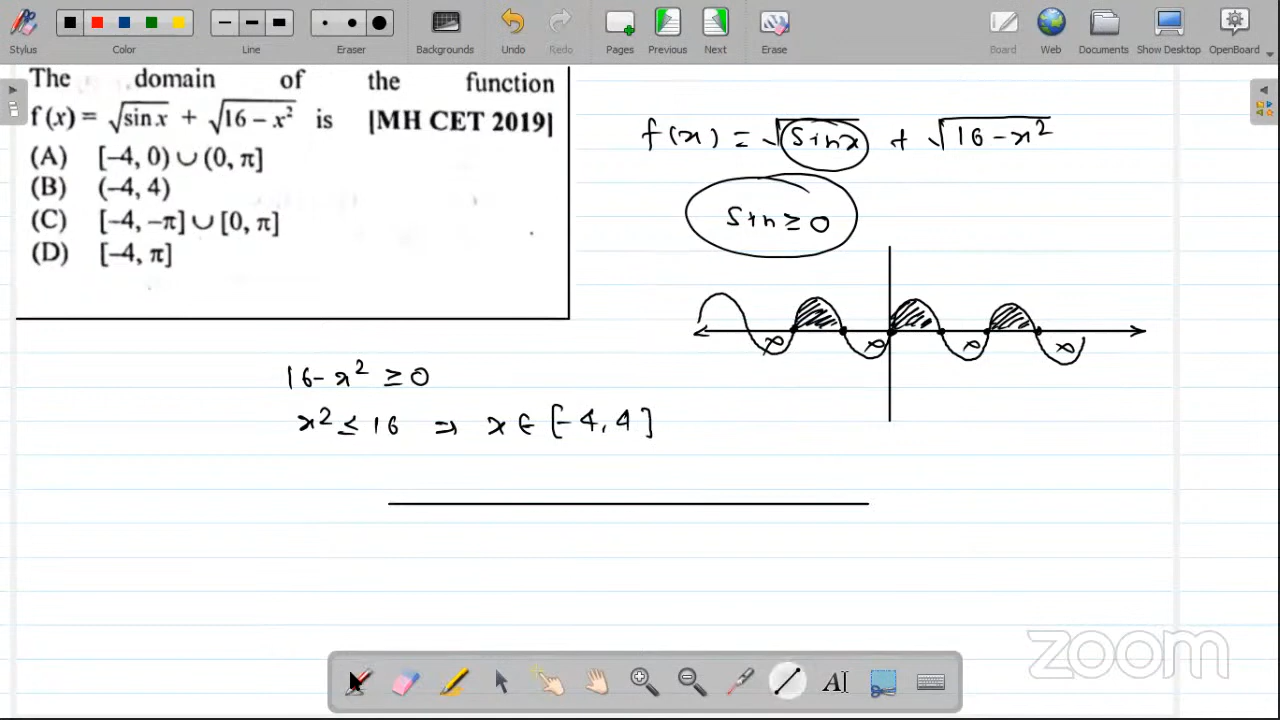 Stylus
Color
Line
Eraser
Backgrounds
Undo
Redo
Pages
Previous
Next
Erase
Board
Web
Documents
Show Desktop
OpenBoard
The domain of the function
f (x) = √sin x + √16 – x² is [MH CET 2019]
(A) [–4, 0) ∪ (0, π]
(B) (–4, 4)
(C) [–4, –π] ∪ [0, π]
(D) [–4, π]
f(x) = √sinx + √16-x²
Sin ≥ 0
16-x² ≥ 0
x² ≤ 16 ⇒ x ∈ [-4, 4]
zoom